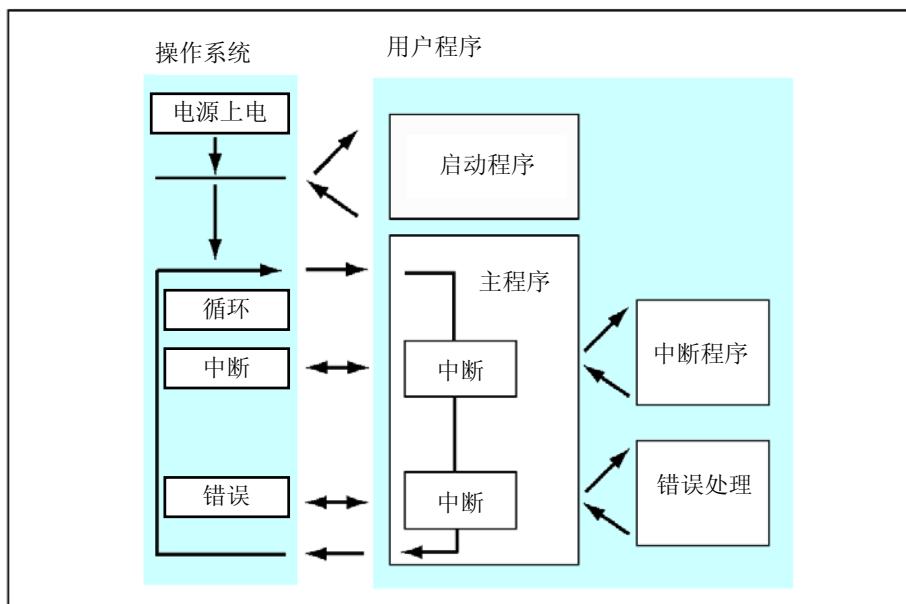 操作系统
用户程序
电源上电
启动程序
主程序
循环
中断
中断
中断程序
错误
中断
错误处理